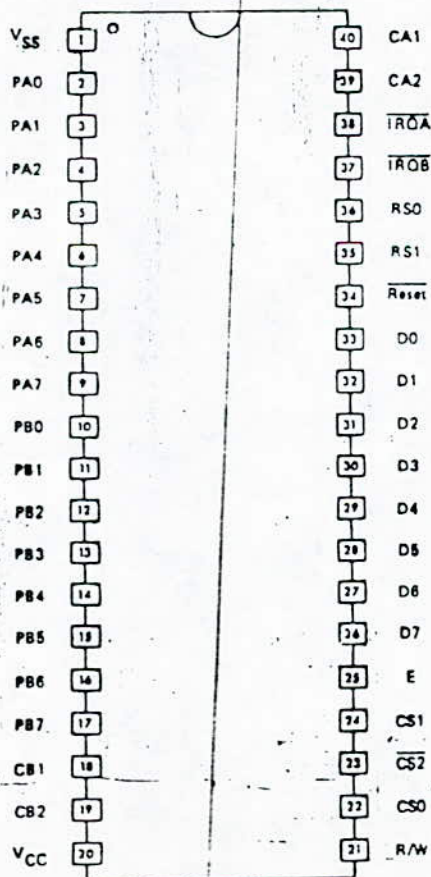 VSS 1 40 CA1
PA0 2 39 CA2
PA1 3 38 IRQA
PA2 4 37 IRQB
PA3 5 36 RS0
PA4 6 35 RS1
PA5 7 34 Reset
PA6 8 33 D0
PA7 9 32 D1
PB0 10 31 D2
PB1 11 30 D3
PB2 12 29 D4
PB3 13 28 D5
PB4 14 27 D6
PB5 15 26 D7
PB6 16 25 E
PB7 17 24 CS1
CB1 18 23 CS2
CB2 19 22 CS0
VCC 20 21 R/W